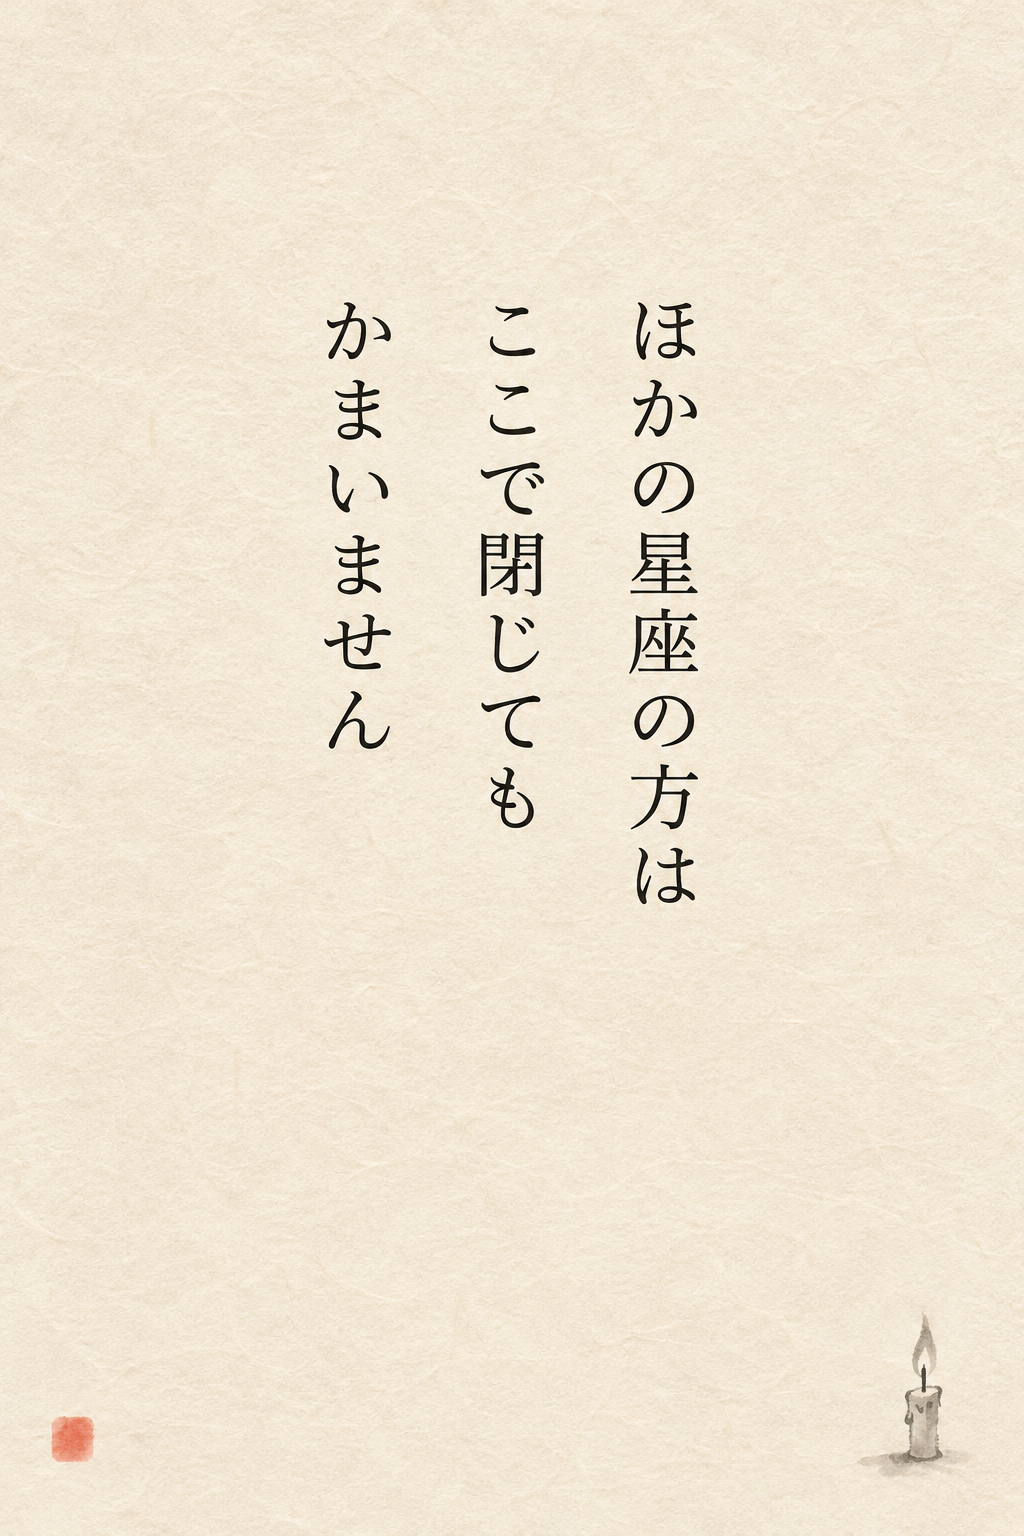 ほかの星座の方は
ここで閉じても
かまいません